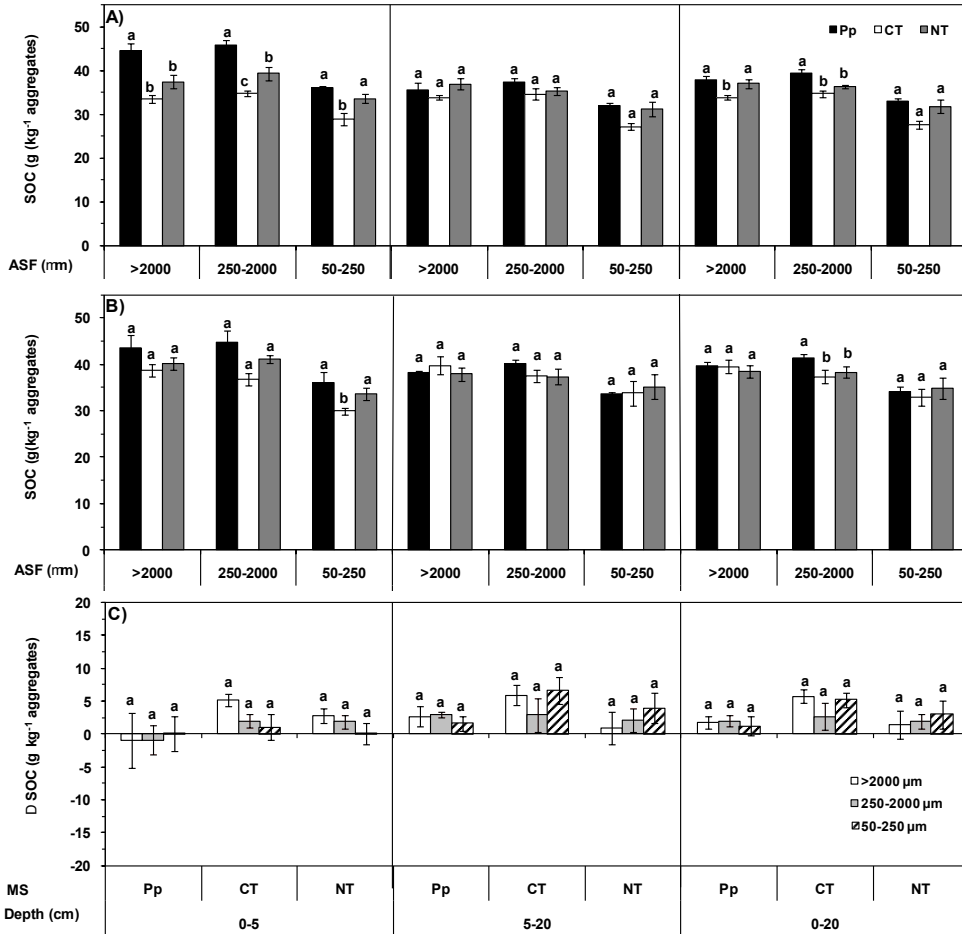 A)
Pp CT NT
SOC (g (kg-1 aggregates)
50
40
30
20
10
0
a b b a c b a b a a a a a a a a a a a b a a b b a a a
ASF (mm)
>2000 250-2000 50-250 >2000 250-2000 50-250 >2000 250-2000 50-250
B)
SOC (g(kg-1 aggregates)
50
40
30
20
10
0
a a a a a a a b a a a a a a a a a a a a a a b b a a a
ASF (mm)
>2000 250-2000 50-250 >2000 250-2000 50-250 >2000 250-2000 50-250
C)
D SOC (g kg-1 aggregates)
20
15
10
5
0
-5
-10
-15
-20
a a a a a a a a a a a a a a a a a a a a a a a a a a a
>2000 µm
250-2000 µm
50-250 µm
MS
Pp CT NT Pp CT NT Pp CT NT
Depth (cm)
0-5 5-20 0-20